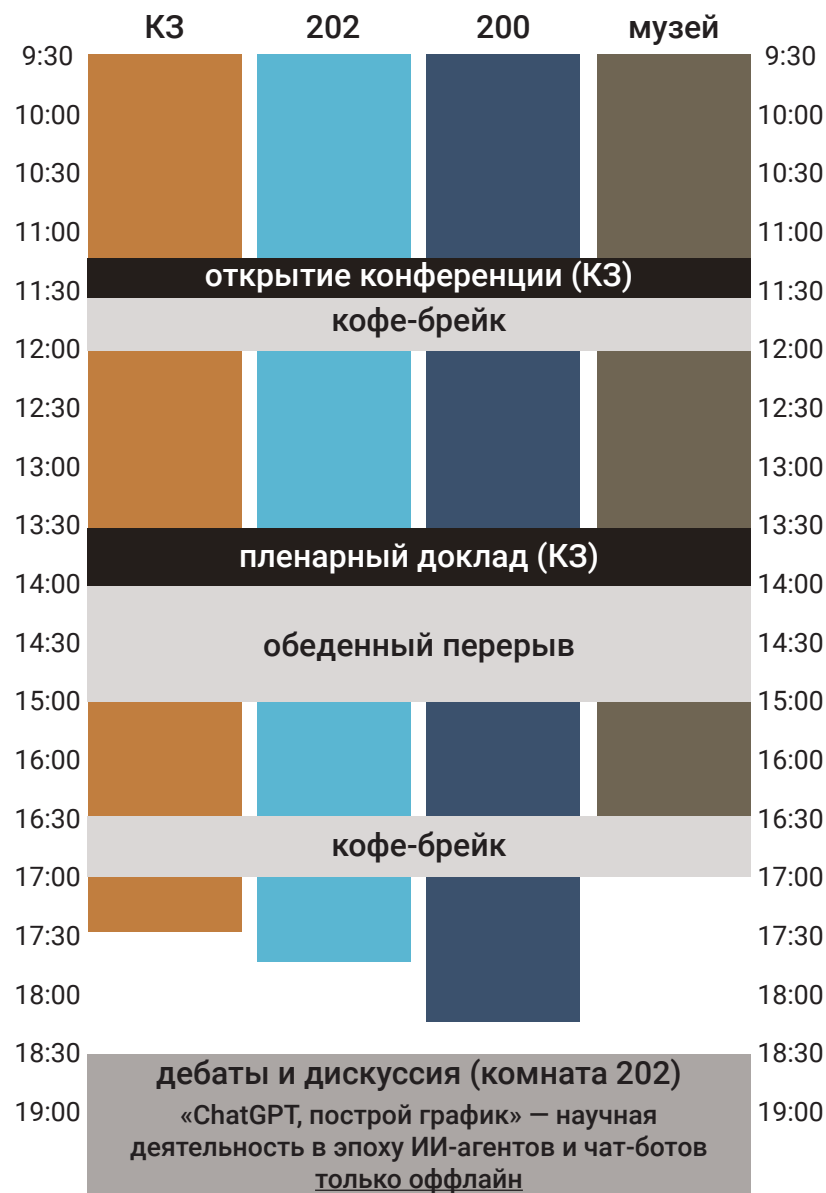 КЗ 202 200 музей
9:30 9:30
10:00 10:00
10:30 10:30
11:00 11:00
открытие конференции (КЗ)
11:30 11:30
кофе-брейк
12:00 12:00
12:30 12:30
13:00 13:00
13:30 13:30
пленарный доклад (КЗ)
14:00 14:00
14:30 обеденный перерыв 14:30
15:00 15:00
16:00 16:00
16:30 16:30
кофе-брейк
17:00 17:00
17:30 17:30
18:00 18:00
18:30 18:30
дебаты и дискуссия (комната 202)
19:00 «ChatGPT, построй график» — научная 19:00
деятельность в эпоху ИИ-агентов и чат-ботов
только оффлайн